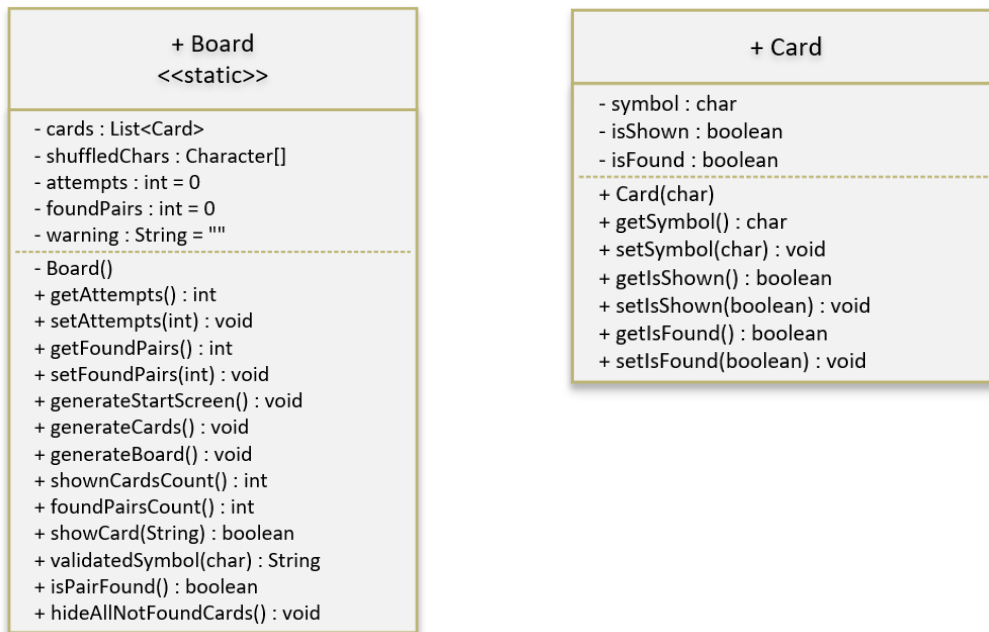 + Board
<<static>>
- cards : List<Card>
- shuffledChars : Character[]
- attempts : int = 0
- foundPairs : int = 0
- warning : String = ""
- Board()
+ getAttempts() : int
+ setAttempts(int) : void
+ getFoundPairs() : int
+ setFoundPairs(int) : void
+ generateStartScreen() : void
+ generateCards() : void
+ generateBoard() : void
+ shownCardsCount() : int
+ foundPairsCount() : int
+ showCard(String) : boolean
+ validatedSymbol(char) : String
+ isPairFound() : boolean
+ hideAllNotFoundCards() : void
+ Card
- symbol : char
- isShown : boolean
- isFound : boolean
+ Card(char)
+ getSymbol() : char
+ setSymbol(char) : void
+ getIsShown() : boolean
+ setIsShown(boolean) : void
+ getIsFound() : boolean
+ setIsFound(boolean) : void